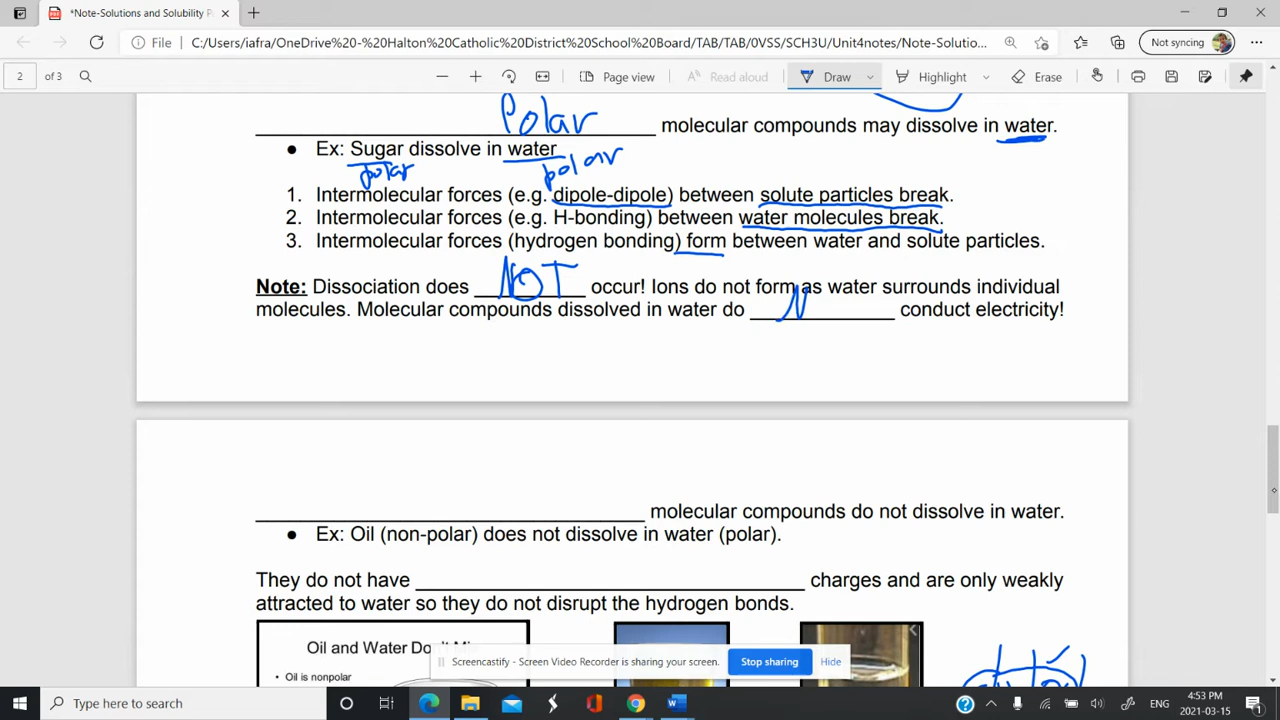 *Note-Solutions and Solubility P
File
C:/Users/iafra/OneDrive%20-%20Halton%20Catholic%20District%20School%20Board/TAB/TAB/0VSS/SCH3U/Unit4notes/Note-Solutio...
Not syncing
2 of 3
Page view
Read aloud
Draw
Highlight
Erase
Polar molecular compounds may dissolve in water.
● Ex: Sugar dissolve in water
polar polar
1. Intermolecular forces (e.g. dipole-dipole) between solute particles break.
2. Intermolecular forces (e.g. H-bonding) between water molecules break.
3. Intermolecular forces (hydrogen bonding) form between water and solute particles.
Note: Dissociation does NOT occur! Ions do not form as water surrounds individual
molecules. Molecular compounds dissolved in water do N conduct electricity!
molecular compounds do not dissolve in water.
● Ex: Oil (non-polar) does not dissolve in water (polar).
They do not have charges and are only weakly
attracted to water so they do not disrupt the hydrogen bonds.
Oil and Water Don't Mi
• Oil is nonpolar
Screencastify - Screen Video Recorder is sharing your screen.
Stop sharing
Hide
Type here to search
4:53 PM
2021-03-15